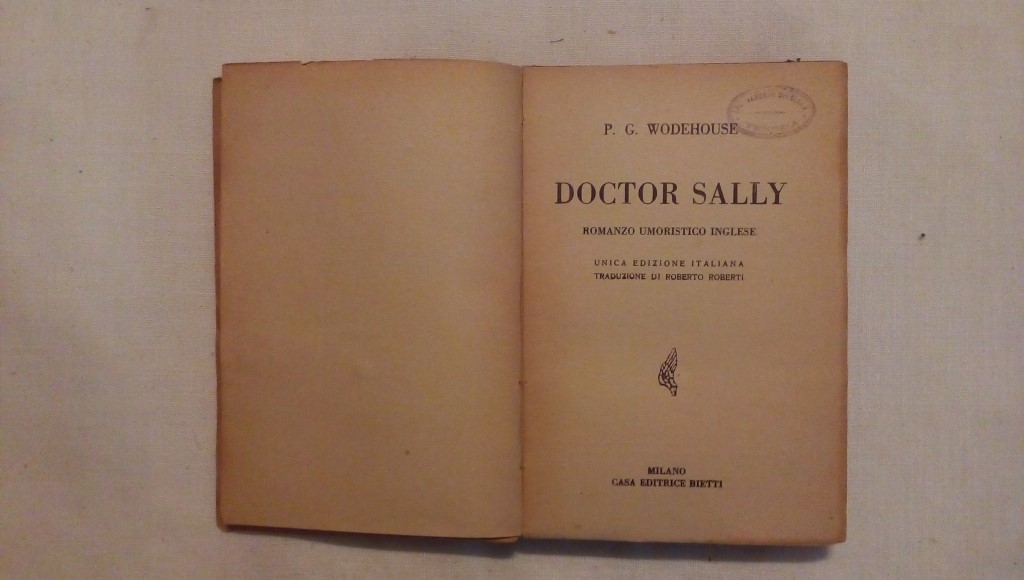 P. G. WODEHOUSE
DOCTOR SALLY
ROMANZO UMORISTICO INGLESE
UNICA EDIZIONE ITALIANA
TRADUZIONE DI ROBERTO ROBERTI
MILANO
CASA EDITRICE BIETTI